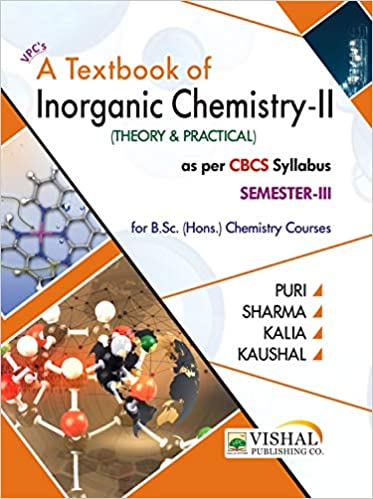 VPC's
A Textbook of
Inorganic Chemistry-II
(THEORY & PRACTICAL)
as per CBCS Syllabus
SEMESTER-III
for B.Sc. (Hons.) Chemistry Courses
PURI
SHARMA
KALIA
KAUSHAL
VISHAL
PUBLISHING CO.